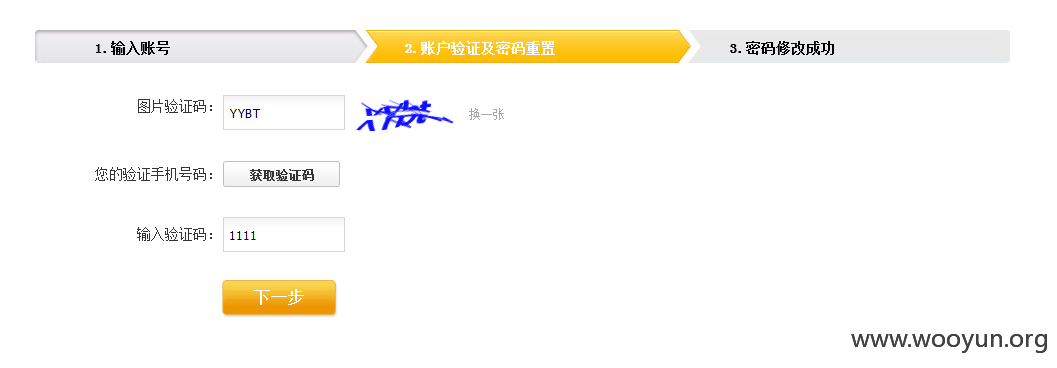 1. 输入账号 2. 账户验证及密码重置 3. 密码修改成功
图片验证码： YYBT 换一张
您的验证手机号码： 获取验证码
输入验证码： 1111
下一步
www.wooyun.org